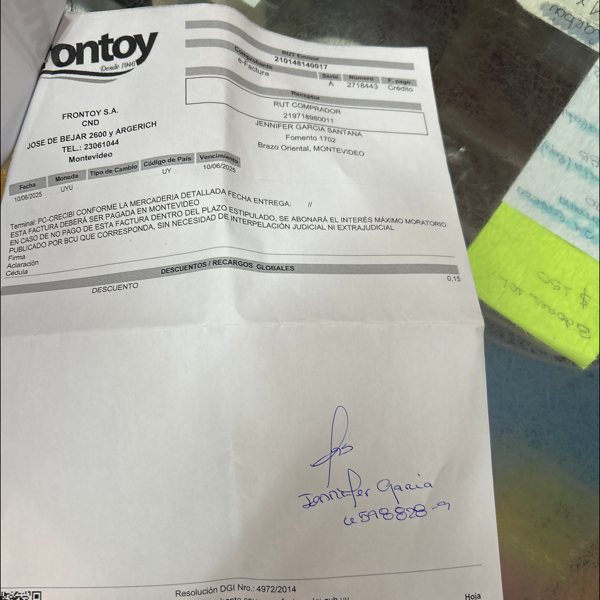 rontoy
Desde 1940
RUT Emisor
210148140017
Comprobante
e-Factura
Serie Número F. pago
A 2718443 Crédito
Receptor
RUT COMPRADOR
219718980011
JENNIFER GARCIA SANTANA
Fomento 1702
Brazo Oriental, MONTEVIDEO
FRONTOY S.A.
CND
JOSE DE BEJAR 2600 y ARGERICH
TEL.: 23061044
Montevideo
Fecha Moneda Tipo de Cambio Código de País Vencimiento
10/06/2025 UYU UY 10/06/2025
Terminal: PC-CRECIBI CONFORME LA MERCADERIA DETALLADA FECHA ENTREGA: //
ESTA FACTURA DEBERÁ SER PAGADA EN MONTEVIDEO
EN CASO DE NO PAGO DE ESTA FACTURA DENTRO DEL PLAZO ESTIPULADO, SE ABONARÁ EL INTERÉS MÁXIMO MORATORIO
PUBLICADO POR BCU QUE CORRESPONDA, SIN NECESIDAD DE INTERPELACIÓN JUDICIAL NI EXTRAJUDICIAL
Firma
Aclaración
Cédula
DESCUENTOS / RECARGOS GLOBALES
DESCUENTO 0,15
Jennifer Garcia
4598828-9
Resolución DGI Nro.: 4972/2014
Hoja